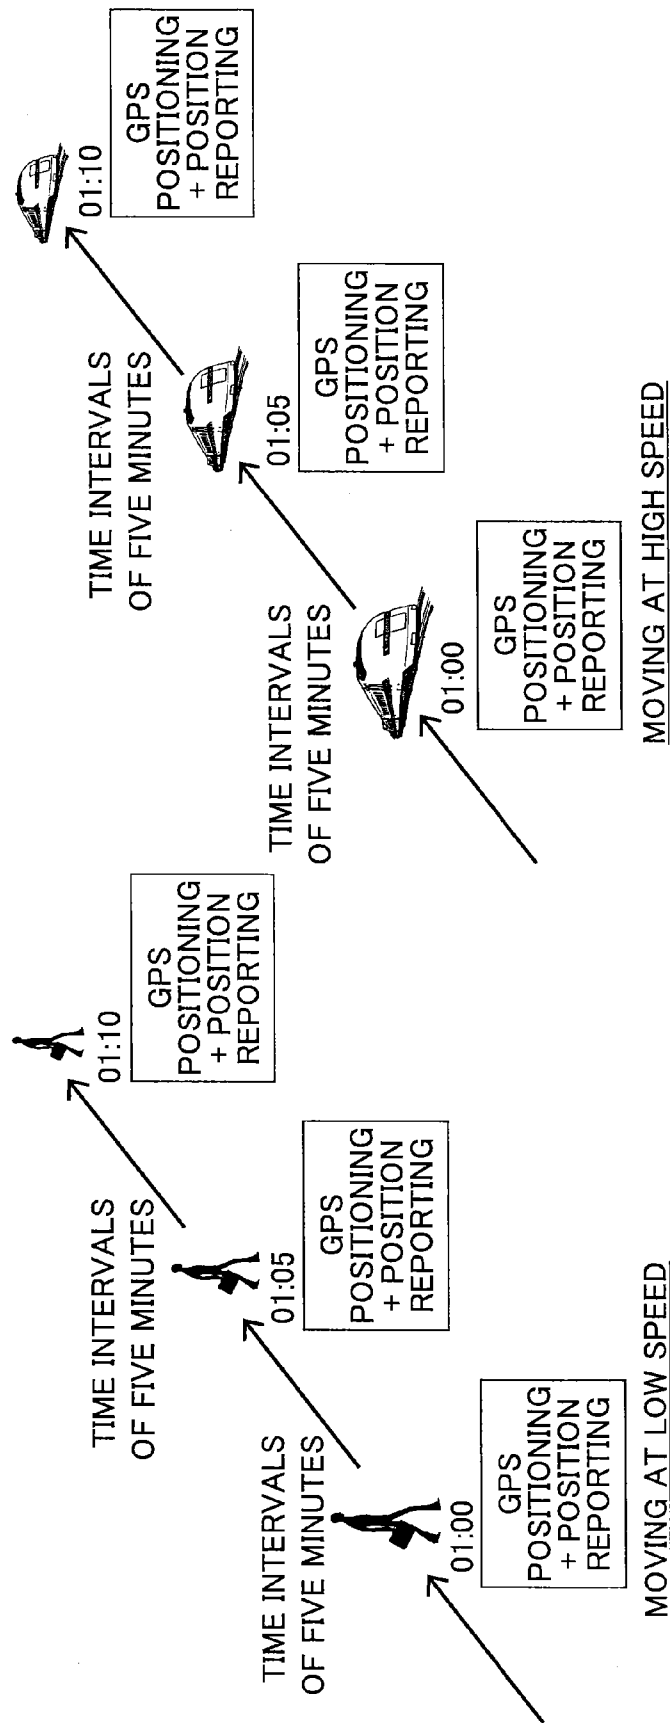 TIME INTERVALS
OF FIVE MINUTES
TIME INTERVALS
OF FIVE MINUTES
01:00
GPS
POSITIONING
+ POSITION
REPORTING
01:05
GPS
POSITIONING
+ POSITION
REPORTING
01:10
GPS
POSITIONING
+ POSITION
REPORTING
MOVING AT LOW SPEED
TIME INTERVALS
OF FIVE MINUTES
TIME INTERVALS
OF FIVE MINUTES
01:00
GPS
POSITIONING
+ POSITION
REPORTING
01:05
GPS
POSITIONING
+ POSITION
REPORTING
01:10
GPS
POSITIONING
+ POSITION
REPORTING
MOVING AT HIGH SPEED